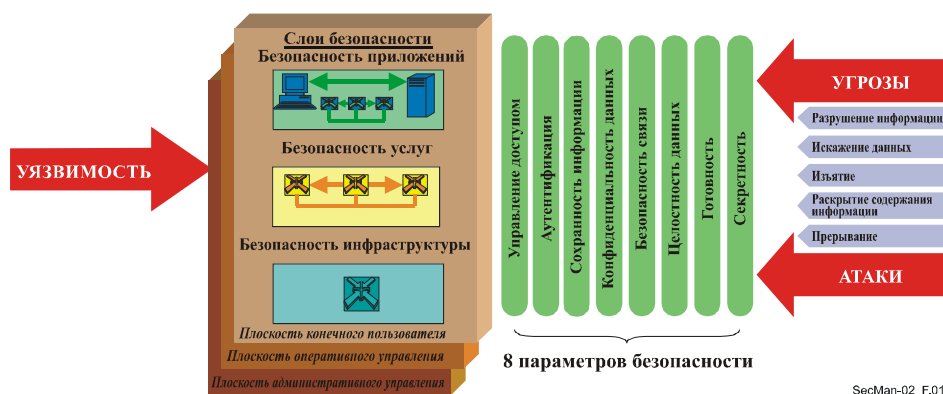 Слои безопасности
Безопасность приложений
Безопасность услуг
Безопасность инфраструктуры
Плоскость конечного пользователя
Плоскость оперативного управления
Плоскость административного управления
УЯЗВИМОСТЬ
Управление доступом
Аутентификация
Сохранность информации
Конфиденциальность данных
Безопасность связи
Целостность данных
Готовность
Секретность
8 параметров безопасности
УГРОЗЫ
Разрушение информации
Искажение данных
Изъятие
Раскрытие содержания
информации
Прерывание
АТАКИ
SecMan-02_F.01